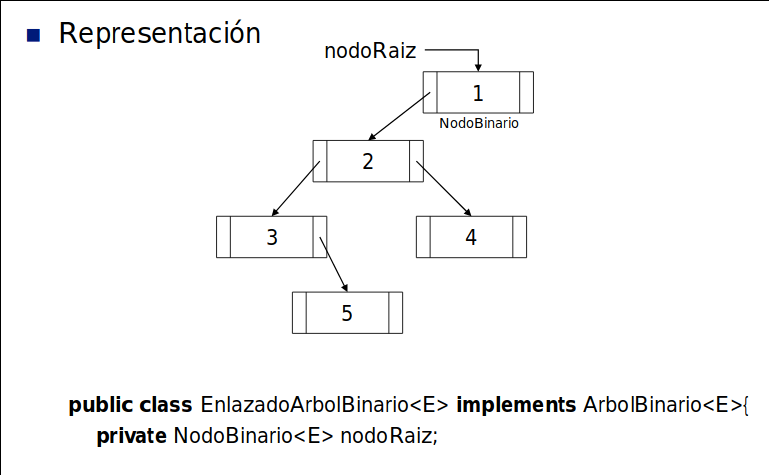 Representación
nodoRaiz
1
NodoBinario
2
3
4
5
public class EnlazadoArbolBinario<E> implements ArbolBinario<E>{
private NodoBinario<E> nodoRaiz;